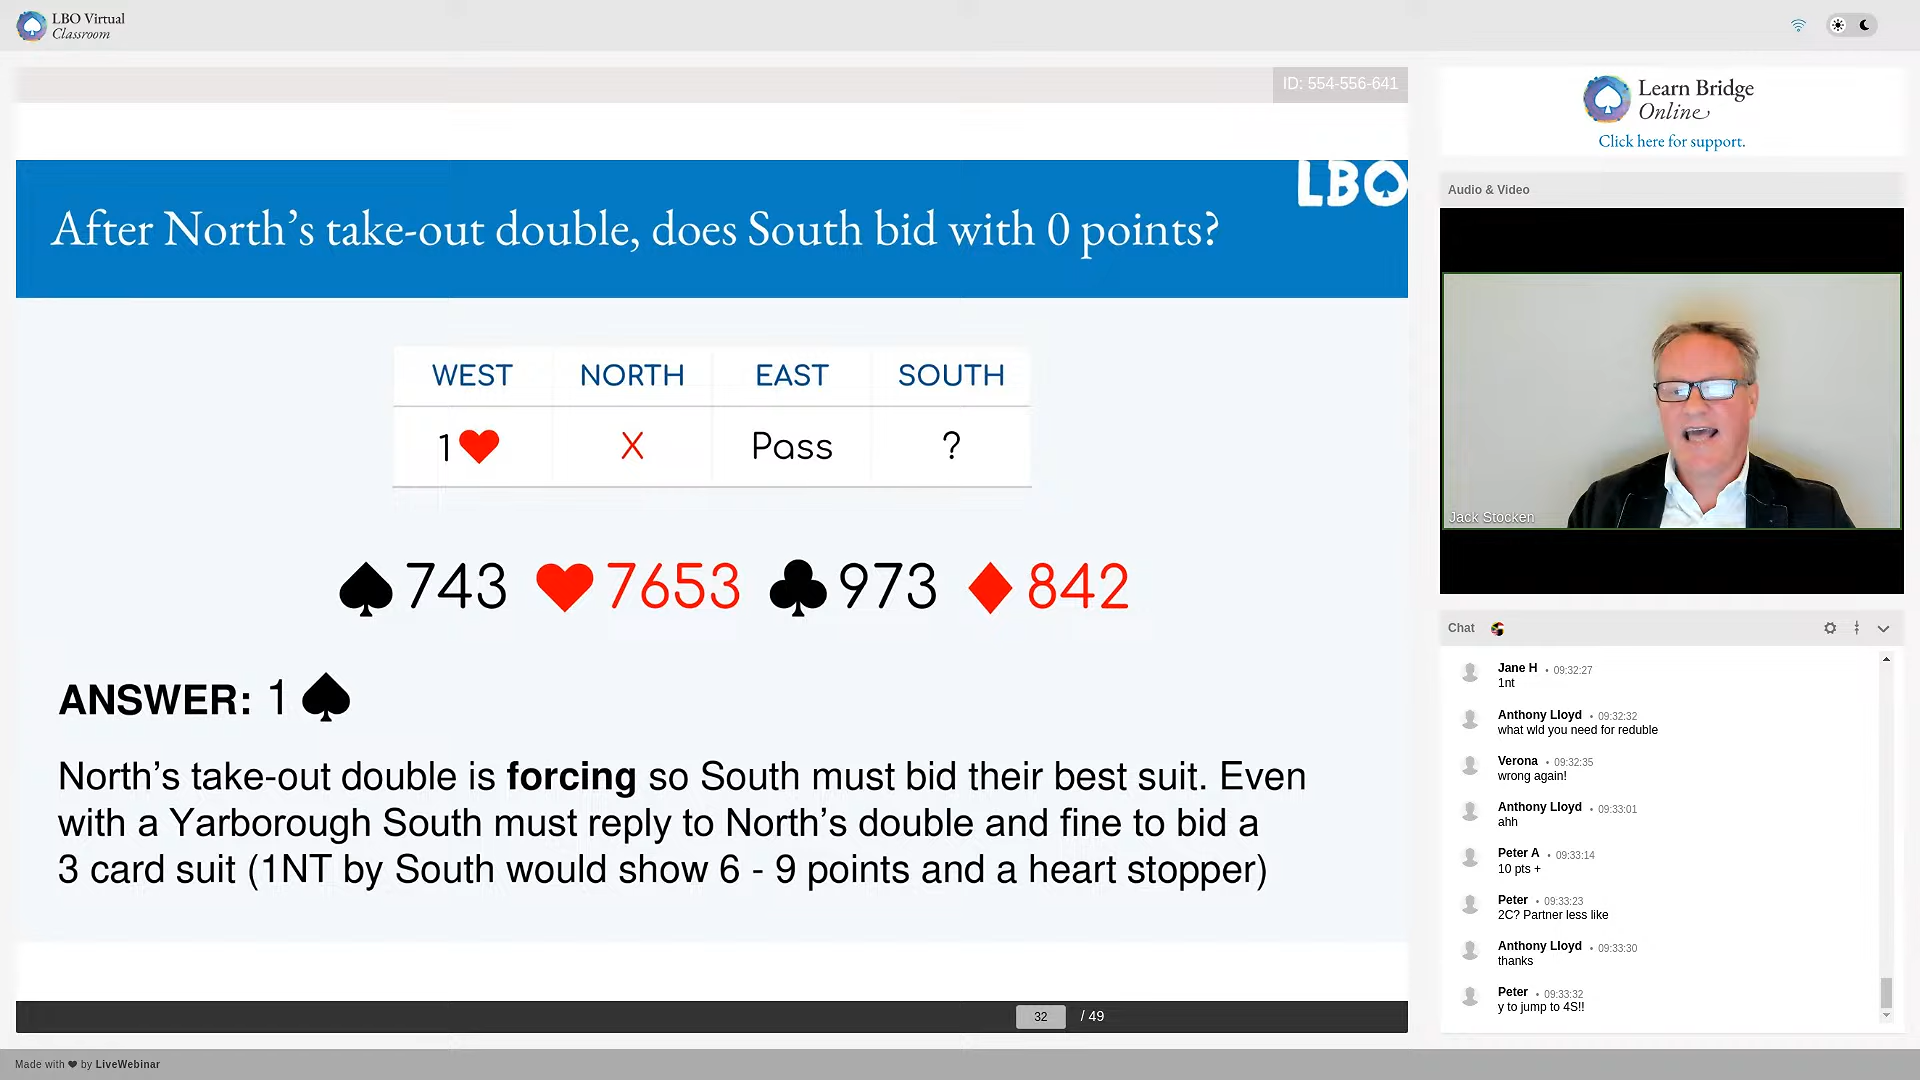 LBO Virtual
Classroom
ID: 554-556-641
LBO
After North’s take-out double, does South bid with 0 points?
WEST NORTH EAST SOUTH
1♥ X Pass ?
♠743 ♥7653 ♣973 ♦842
ANSWER: 1♠
North’s take-out double is forcing so South must bid their best suit. Even
with a Yarborough South must reply to North’s double and fine to bid a
3 card suit (1NT by South would show 6 - 9 points and a heart stopper)
32 / 49
Learn Bridge
Online
Click here for support.
Audio & Video
Jack Stocken
Chat
Jane H • 09:32:27
1nt
Anthony Lloyd • 09:32:32
what wld you need for reduble
Verona • 09:32:35
wrong again!
Anthony Lloyd • 09:33:01
ahh
Peter A • 09:33:14
10 pts +
Peter • 09:33:23
2C? Partner less like
Anthony Lloyd • 09:33:30
thanks
Peter • 09:33:32
y to jump to 4S!!
Made with ❤ by LiveWebinar